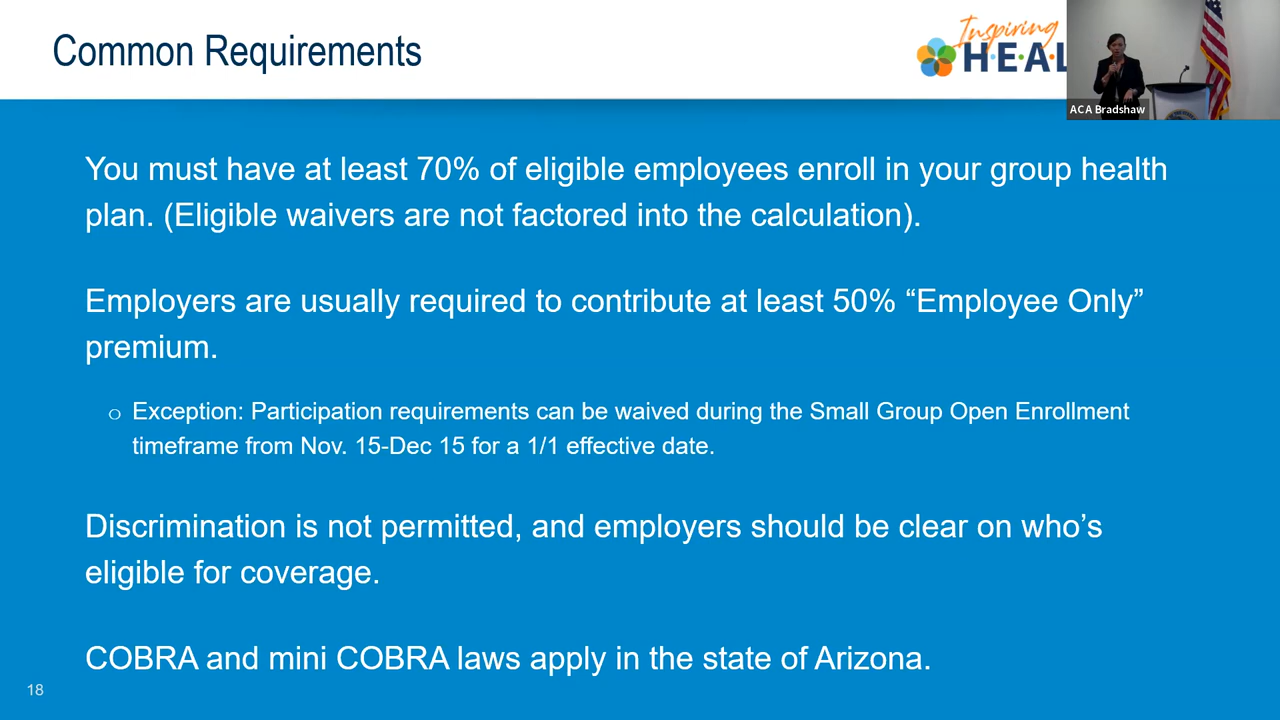 Common Requirements
Inspiring
H·E·A·L
ACA Bradshaw
You must have at least 70% of eligible employees enroll in your group health
plan. (Eligible waivers are not factored into the calculation).
Employers are usually required to contribute at least 50% “Employee Only”
premium.
○ Exception: Participation requirements can be waived during the Small Group Open Enrollment
timeframe from Nov. 15-Dec 15 for a 1/1 effective date.
Discrimination is not permitted, and employers should be clear on who’s
eligible for coverage.
COBRA and mini COBRA laws apply in the state of Arizona.
18